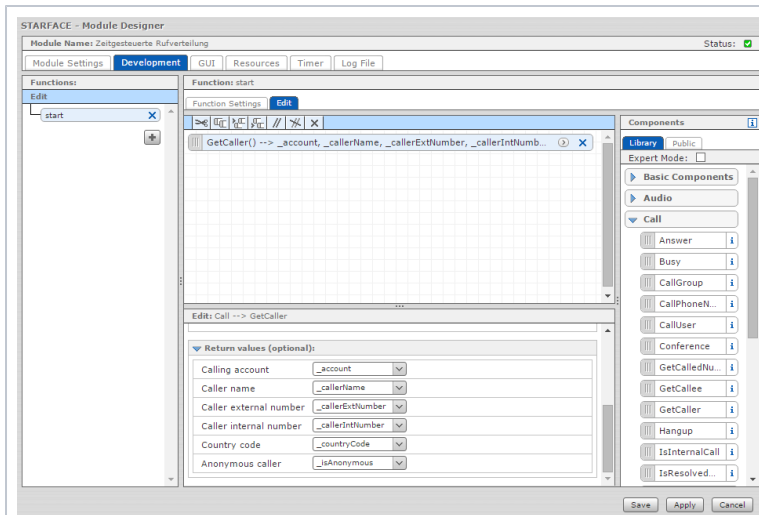 STARFACE - Module Designer
Module Name: Zeitgesteuerte Rufverteilung
Status:
Module Settings
Development
GUI
Resources
Timer
Log File
Functions:
Edit
start
Function: start
Function Settings
Edit
GetCaller() --> _account, _callerName, _callerExtNumber, _callerIntNumb...
Edit: Call --> GetCaller
Return values (optional):
Calling account _account
Caller name _callerName
Caller external number _callerExtNumber
Caller internal number _callerIntNumber
Country code _countryCode
Anonymous caller _isAnonymous
Components
Library
Public
Expert Mode:
Basic Components
Audio
Call
Answer
Busy
CallGroup
CallPhoneN...
CallUser
Conference
GetCalledNu...
GetCallee
GetCaller
Hangup
IsInternalCall
IsResolved...
Save
Apply
Cancel